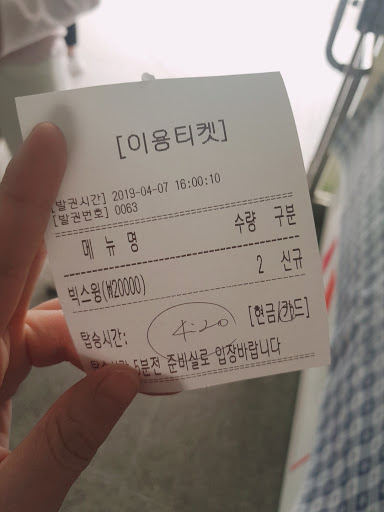 [이용티켓]
[발권시간] 2019-04-07 16:00:10
[발권번호] 0063
메 뉴 명 수량 구분
빅스윙(₩20000) 2 신규
탑승시간: 4:20 [현금/카드]
5분전 준비실로 입장바랍니다